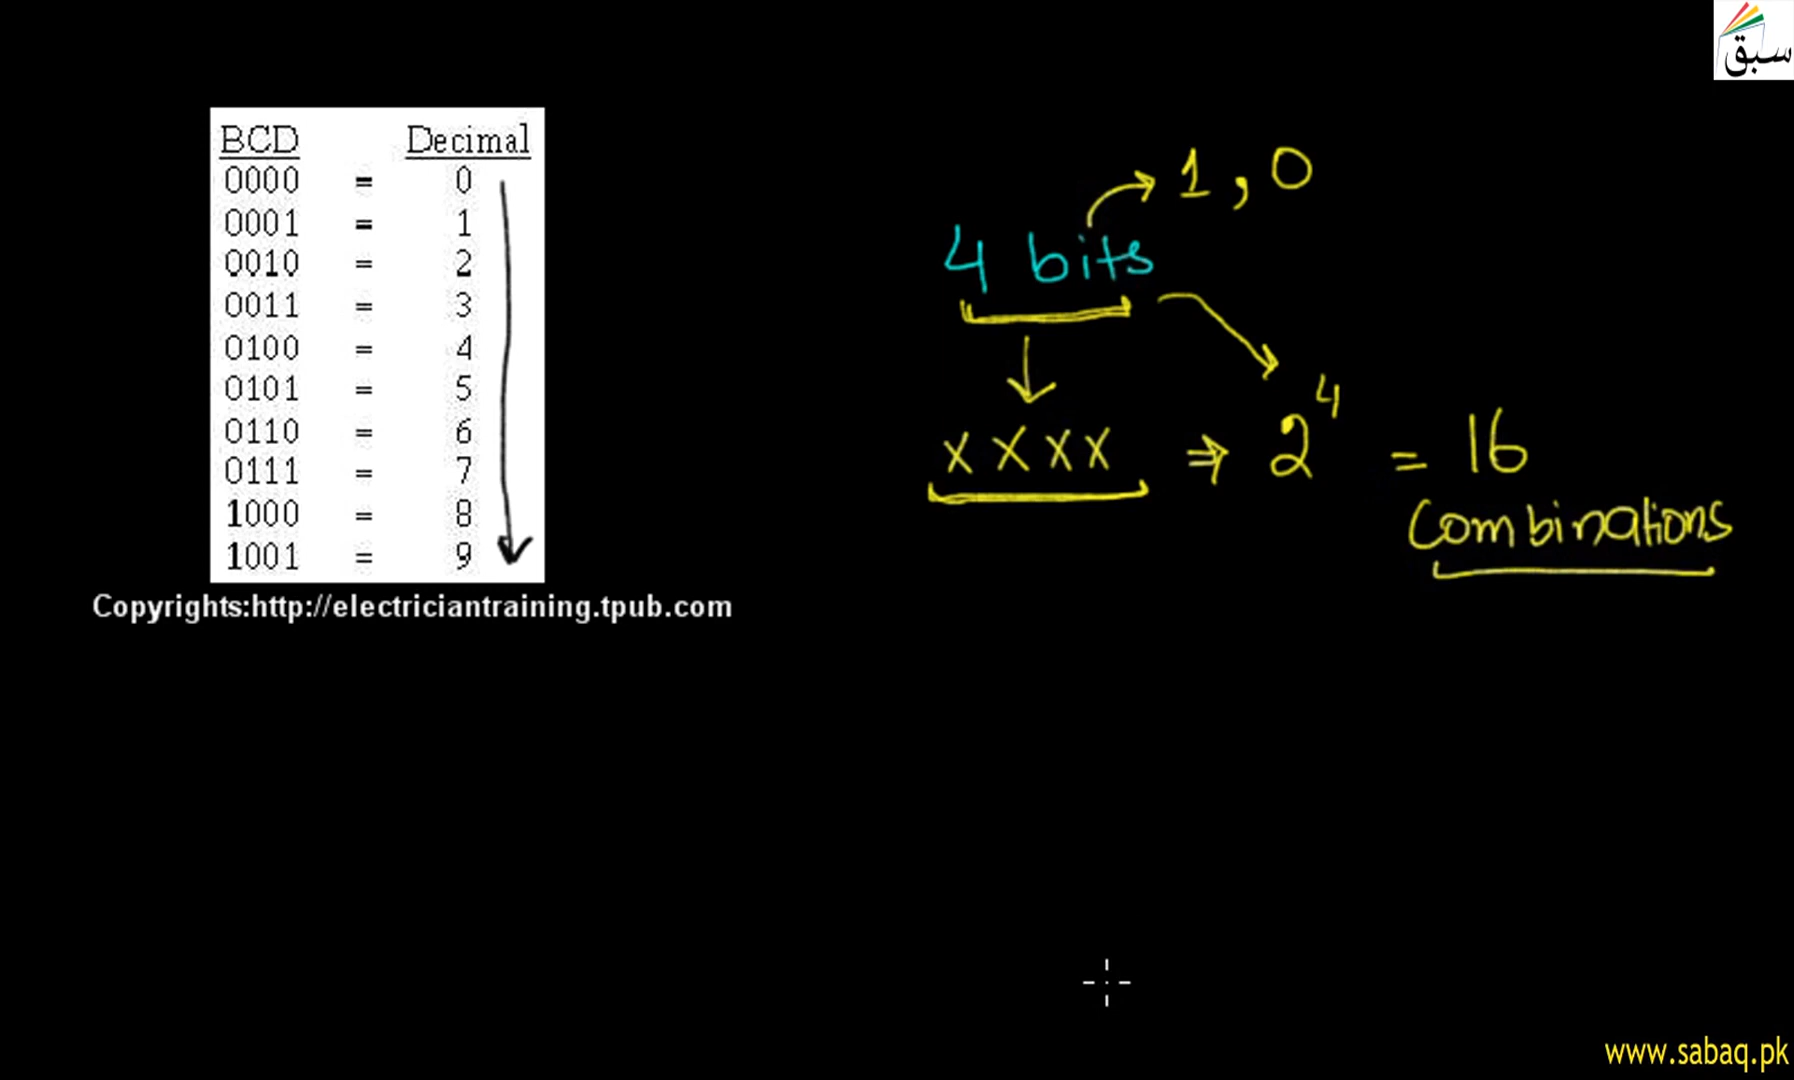 سبق
BCD Decimal
0000 = 0
0001 = 1
0010 = 2
0011 = 3
0100 = 4
0101 = 5
0110 = 6
0111 = 7
1000 = 8
1001 = 9
Copyrights:http://electriciantraining.tpub.com
1, 0
4 bits
x x x x ⇒ 2⁴ = 16
Combinations
www.sabaq.pk